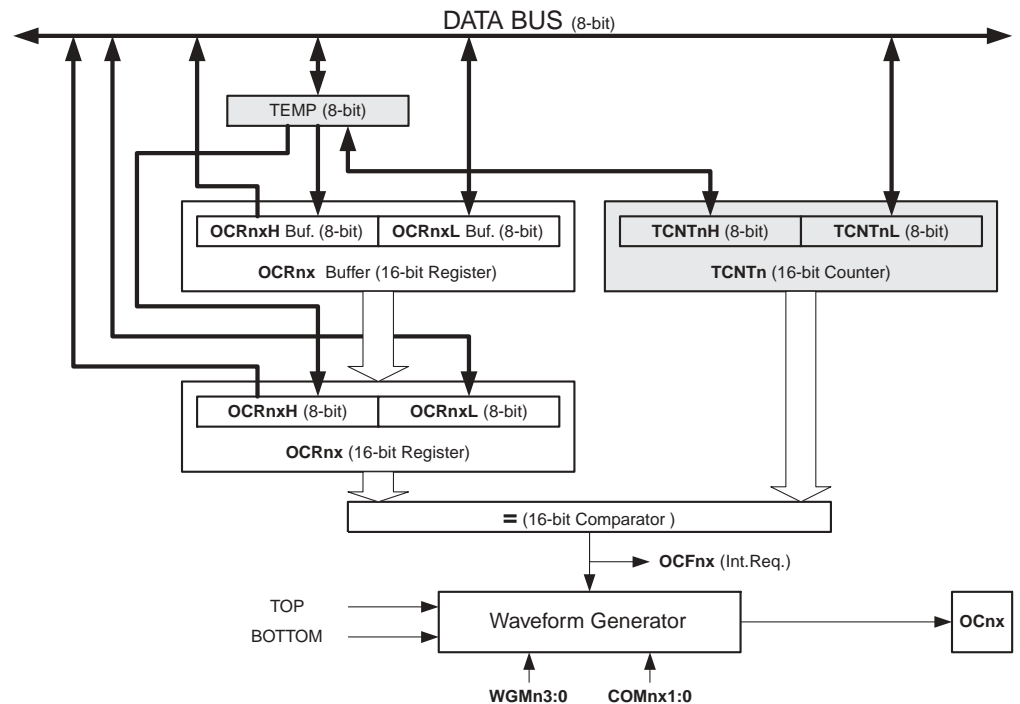 DATA BUS (8-bit)
TEMP (8-bit)
OCRnxH Buf. (8-bit)
OCRnxL Buf. (8-bit)
OCRnx Buffer (16-bit Register)
TCNTnH (8-bit)
TCNTnL (8-bit)
TCNTn (16-bit Counter)
OCRnxH (8-bit)
OCRnxL (8-bit)
OCRnx (16-bit Register)
= (16-bit Comparator )
OCFnx (Int.Req.)
TOP
BOTTOM
Waveform Generator
OCnx
WGMn3:0
COMnx1:0